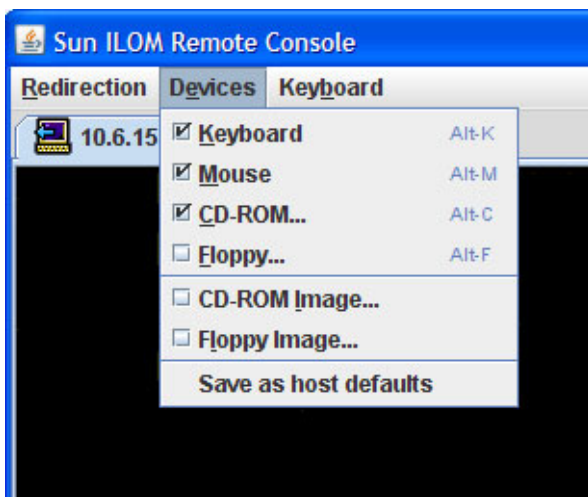 Sun ILOM Remote Console
Redirection Devices Keyboard
10.6.15
Keyboard Alt-K
Mouse Alt-M
CD-ROM... Alt-C
Floppy... Alt-F
CD-ROM Image...
Floppy Image...
Save as host defaults